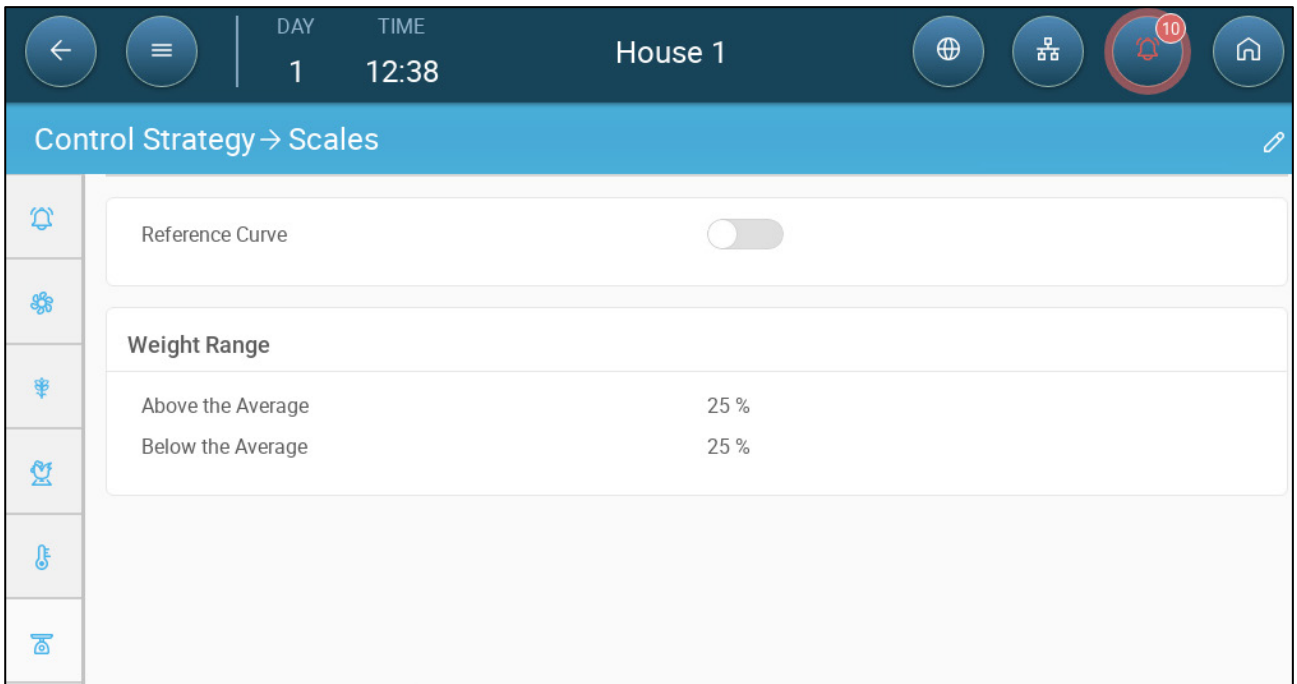 DAY TIME
1 12:38
House 1
10
Control Strategy → Scales
Reference Curve
Weight Range
Above the Average 25 %
Below the Average 25 %